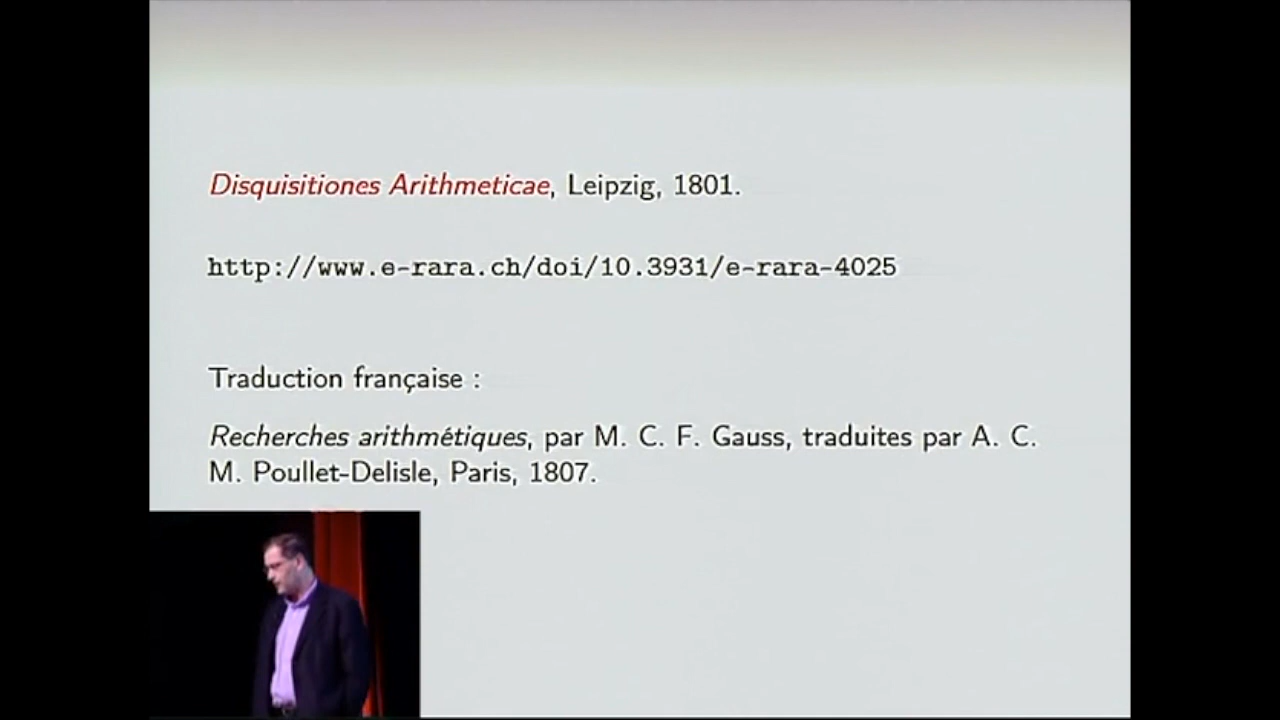 Disquisitiones Arithmeticae, Leipzig, 1801.
http://www.e-rara.ch/doi/10.3931/e-rara-4025
Traduction française :
Recherches arithmétiques, par M. C. F. Gauss, traduites par A. C.
M. Poullet-Delisle, Paris, 1807.